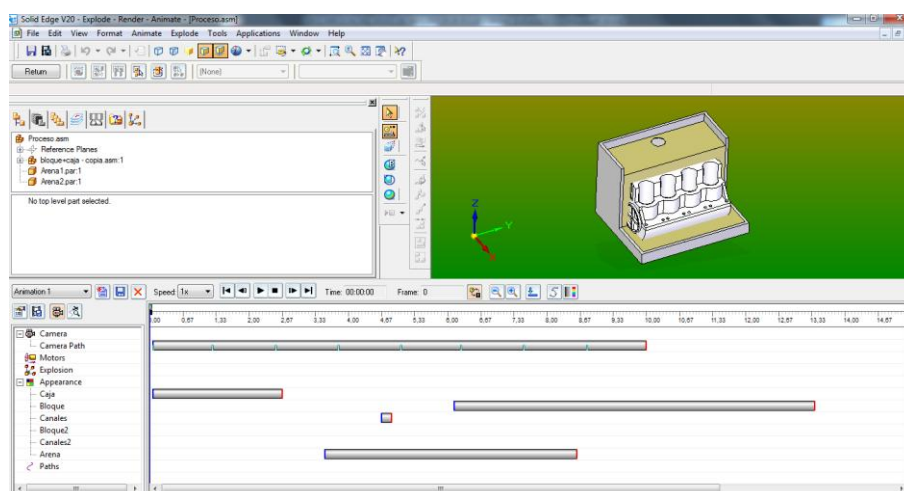 Solid Edge V20 - Explode - Render - Animate - [Proceso.asm]
File Edit View Format Animate Explode Tools Applications Window Help
Return (None)
Proceso.asm
Reference Planes
bloque+caja - copia.asm:1
Arena1.par:1
Arena2.par:1
No top level part selected.
Z
Y
X
Animation 1 Speed: 1x Time: 00:00:00 Frame: 0
0,00 0,67 1,33 2,00 2,67 3,33 4,00 4,67 5,33 6,00 6,67 7,33 8,00 8,67 9,33 10,00 10,67 11,33 12,00 12,67 13,33 14,00 14,67
Camera
Camera Path
Motors
Explosion
Appearance
Caja
Bloque
Canales
Bloque2
Canales2
Arena
Paths